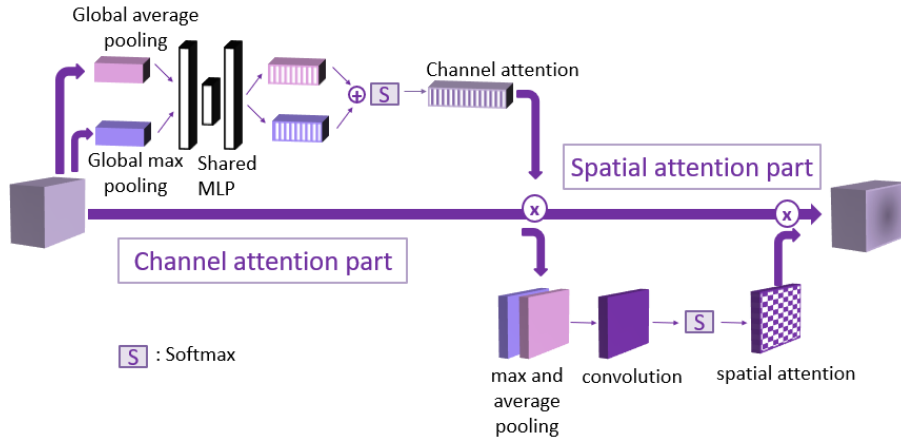 Global average
pooling
Channel attention
Global max
pooling
Shared
MLP
+
S
Spatial attention part
x
x
Channel attention part
S
S : Softmax
max and
average
pooling
convolution
spatial attention